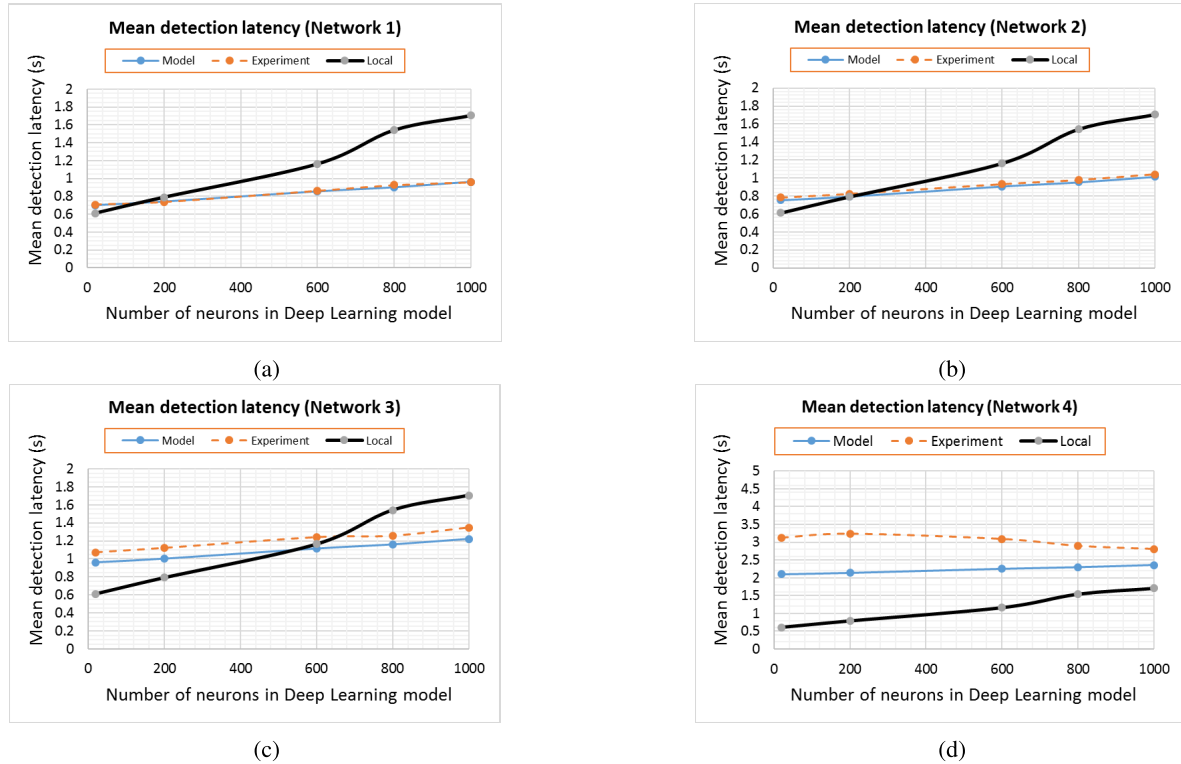 Mean detection latency (Network 1)
Model Experiment Local
Mean detection latency (s)
2
1.8
1.6
1.4
1.2
1
0.8
0.6
0.4
0.2
0
0 200 400 600 800 1000
Number of neurons in Deep Learning model
(a)
Mean detection latency (Network 2)
Model Experiment Local
Mean detection latency (s)
2
1.8
1.6
1.4
1.2
1
0.8
0.6
0.4
0.2
0
0 200 400 600 800 1000
Number of neurons in Deep Learning model
(b)
Mean detection latency (Network 3)
Model Experiment Local
Mean detection latency (s)
2
1.8
1.6
1.4
1.2
1
0.8
0.6
0.4
0.2
0
0 200 400 600 800 1000
Number of neurons in Deep Learning model
(c)
Mean detection latency (Network 4)
Model Experiment Local
Mean detection latency (s)
5
4.5
4
3.5
3
2.5
2
1.5
1
0.5
0
0 200 400 600 800 1000
Number of neurons in Deep Learning model
(d)